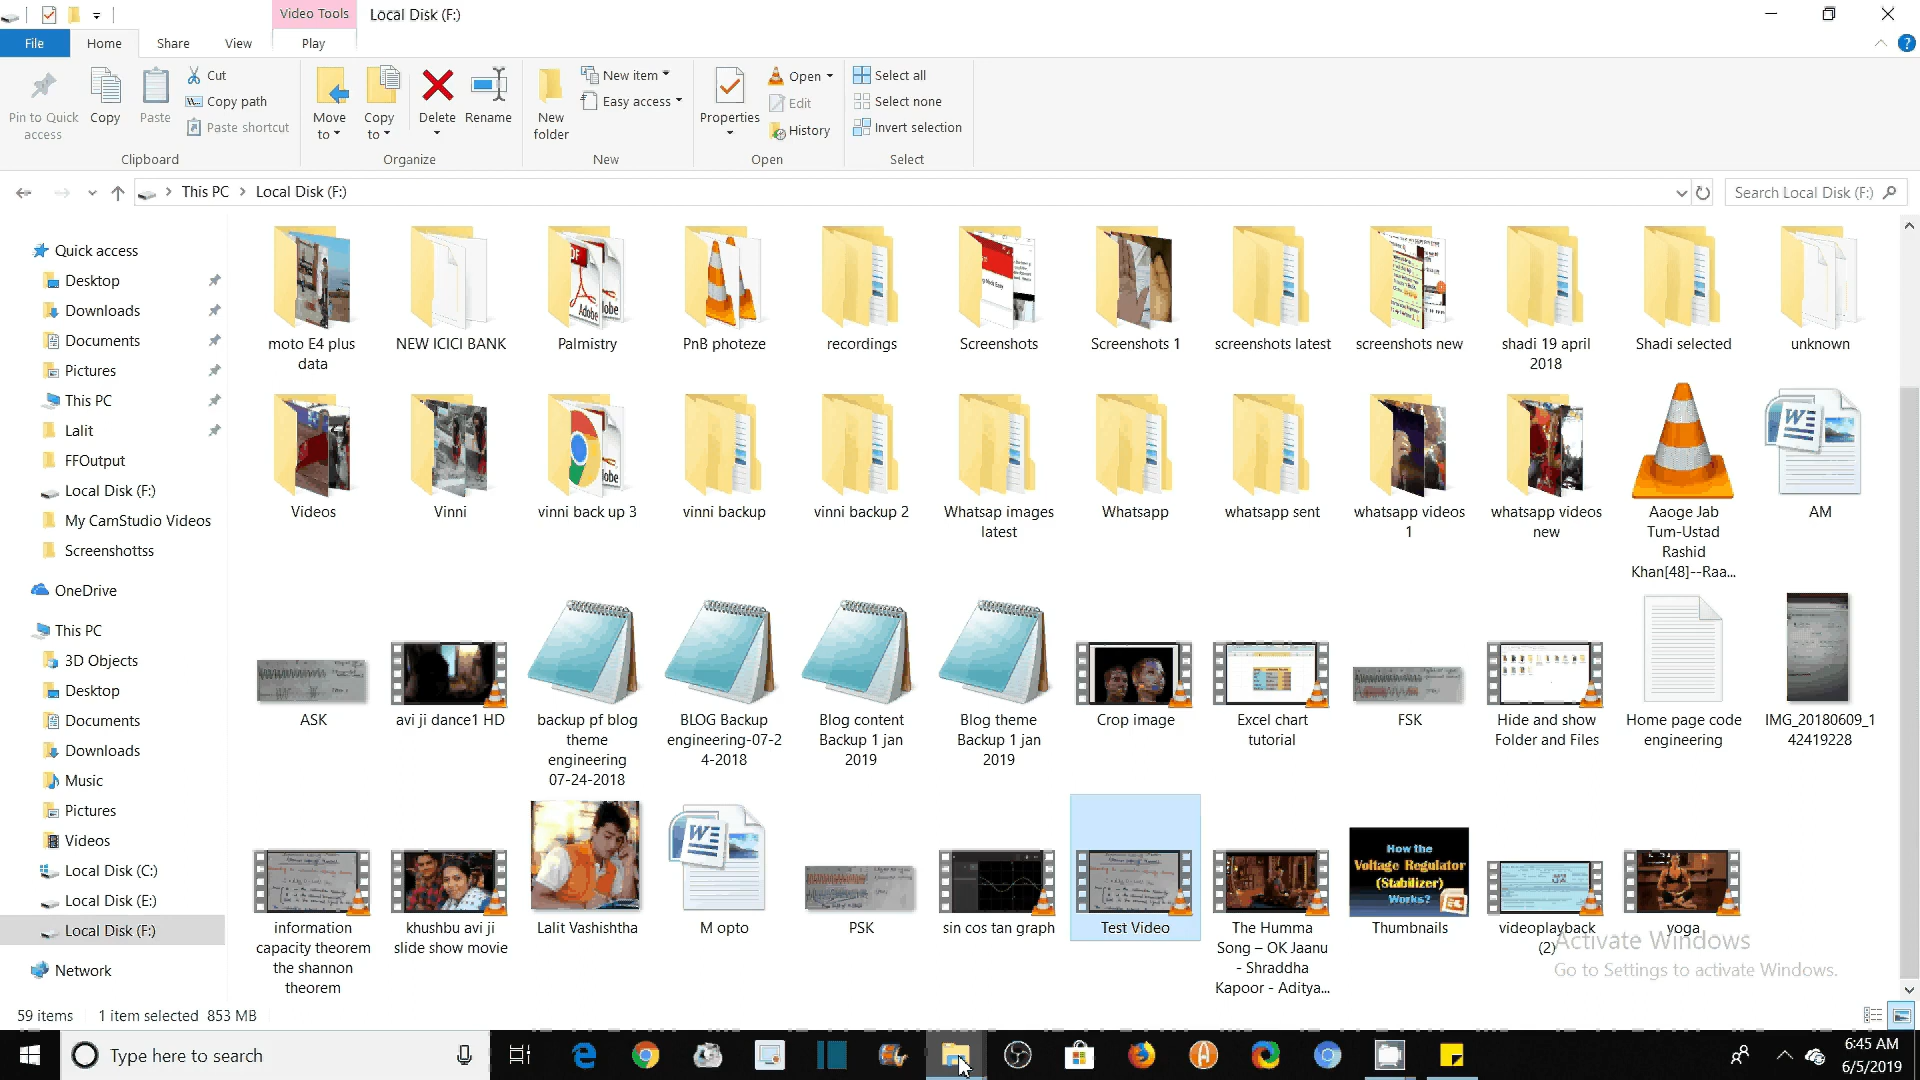 Video Tools
Local Disk (F:)
File
Home
Share
View
Play
Pin to Quick
access
Copy
Paste
Cut
Copy path
Paste shortcut
Move
to
Copy
to
Delete
Rename
New
folder
New item
Easy access
Properties
Open
Edit
History
Select all
Select none
Invert selection
Clipboard
Organize
New
Open
Select
This PC
Local Disk (F:)
Search Local Disk (F:)
Quick access
Desktop
Downloads
Documents
Pictures
This PC
Lalit
FFOutput
Local Disk (F:)
My CamStudio Videos
Screenshottss
OneDrive
This PC
3D Objects
Desktop
Documents
Downloads
Music
Pictures
Videos
Local Disk (C:)
Local Disk (E:)
Local Disk (F:)
Network
moto E4 plus
data
NEW ICICI BANK
Palmistry
PnB photeze
recordings
Screenshots
Screenshots 1
screenshots latest
screenshots new
shadi 19 april
2018
Shadi selected
unknown
Videos
Vinni
vinni back up 3
vinni backup
vinni backup 2
Whatsap images
latest
Whatsapp
whatsapp sent
whatsapp videos
1
whatsapp videos
new
Aaoge Jab
Tum-Ustad
Rashid
Khan[48]--Raa...
AM
ASK
avi ji dance1 HD
backup pf blog
theme
engineering
07-24-2018
BLOG Backup
engineering-07-2
4-2018
Blog content
Backup 1 jan
2019
Blog theme
Backup 1 jan
2019
Crop image
Excel chart
tutorial
FSK
Hide and show
Folder and Files
Home page code
engineering
IMG_20180609_1
42419228
information
capacity theorem
the shannon
theorem
khushbu avi ji
slide show movie
Lalit Vashishtha
M opto
PSK
sin cos tan graph
Test Video
The Humma
Song – OK Jaanu
- Shraddha
Kapoor - Aditya...
How the
Voltage Regulator
(Stabilizer)
Works?
Thumbnails
videoplayback
(2)
yoga
Activate Windows
Go to Settings to activate Windows.
59 items
1 item selected 853 MB
Type here to search
6:45 AM
6/5/2019